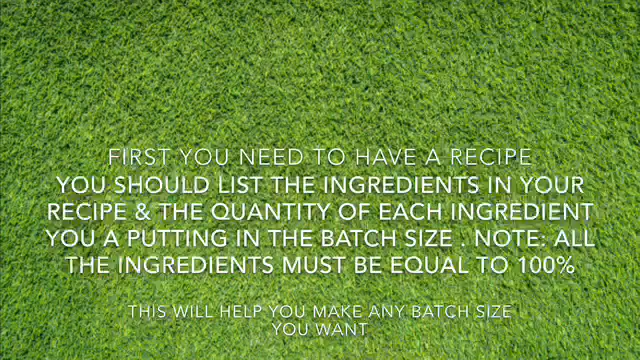 FIRST YOU NEED TO HAVE A RECIPE
YOU SHOULD LIST THE INGREDIENTS IN YOUR
RECIPE & THE QUANTITY OF EACH INGREDIENT
YOU A PUTTING IN THE BATCH SIZE . NOTE: ALL
THE INGREDIENTS MUST BE EQUAL TO 100%
THIS WILL HELP YOU MAKE ANY BATCH SIZE
YOU WANT